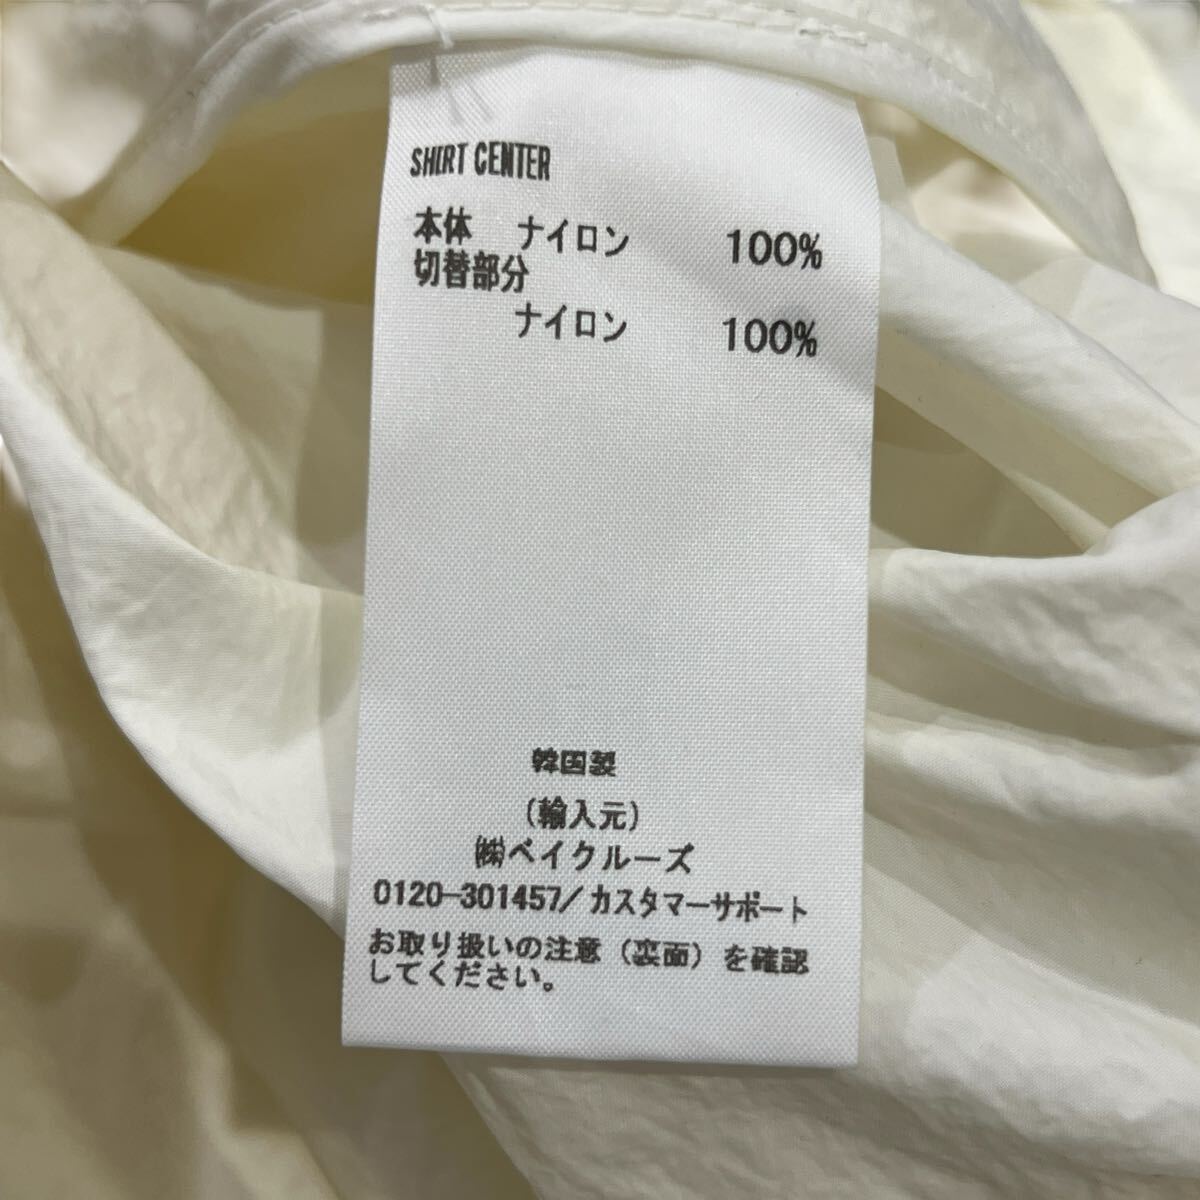 SHIRT CENTER
本体 ナイロン 100%
切替部分
ナイロン 100%
韓国製
(輸入元)
㈱ベイクルーズ
0120-301457/カスタマーサポート
お取り扱いの注意(裏面)を確認
してください。